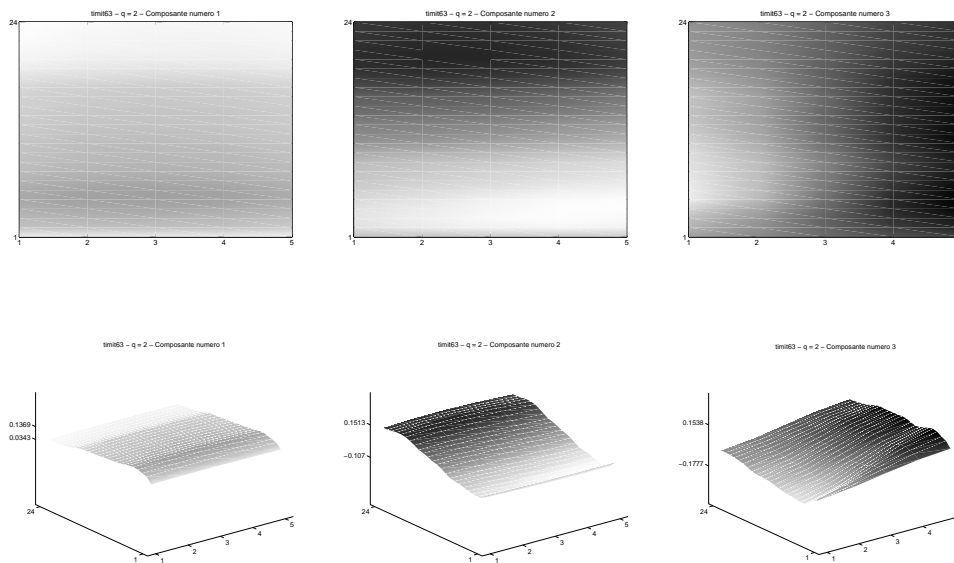 timit63 – q = 2 – Composante numero 1
24
1
1 2 3 4 5
timit63 – q = 2 – Composante numero 2
24
1
1 2 3 4 5
timit63 – q = 2 – Composante numero 3
24
1
1 2 3 4
timit63 – q = 2 – Composante numero 1
0.1369
0.0343
24
1
1 2 3 4 5
timit63 – q = 2 – Composante numero 2
0.1513
−0.107
24
1
1 2 3 4 5
timit63 – q = 2 – Composante numero 3
0.1538
−0.1777
24
1
1 2 3 4 5